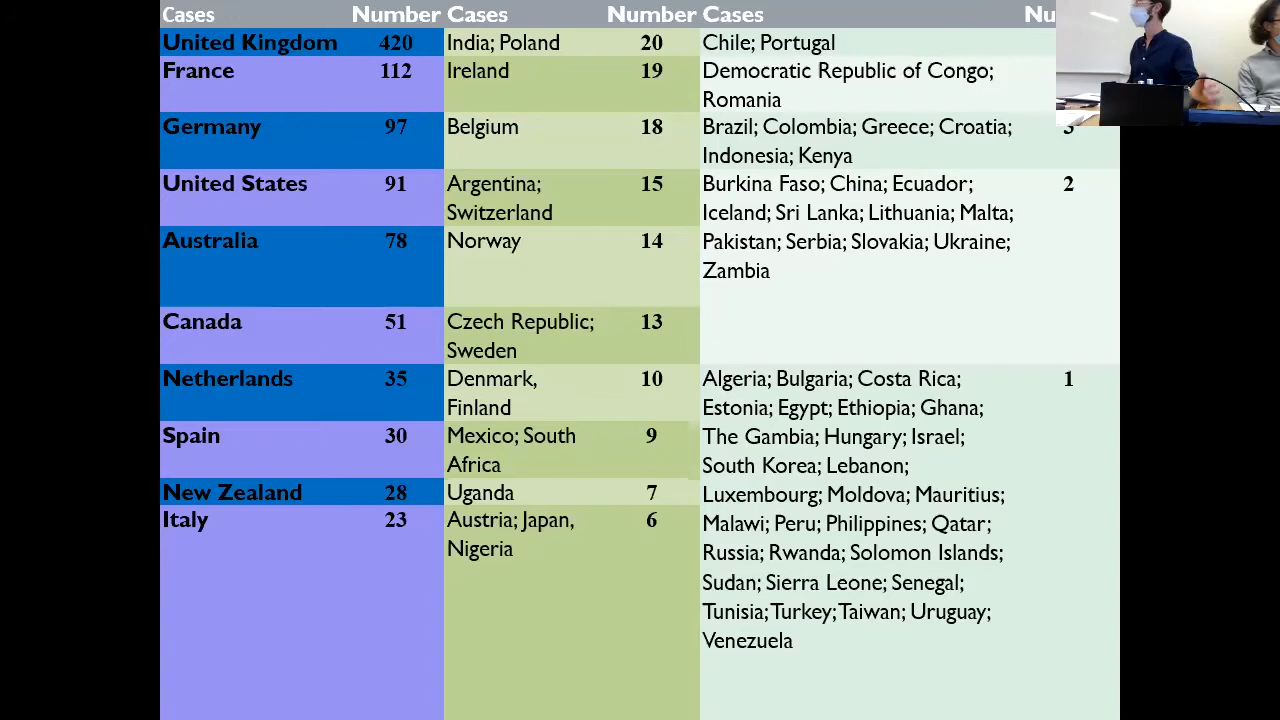 Cases Number Cases Number Cases
United Kingdom 420 India; Poland 20 Chile; Portugal
France 112 Ireland 19 Democratic Republic of Congo;
Romania
Germany 97 Belgium 18 Brazil; Colombia; Greece; Croatia;
Indonesia; Kenya
United States 91 Argentina; 15 Burkina Faso; China; Ecuador; 2
Switzerland Iceland; Sri Lanka; Lithuania; Malta;
Australia 78 Norway 14 Pakistan; Serbia; Slovakia; Ukraine;
Zambia
Canada 51 Czech Republic; 13
Sweden
Netherlands 35 Denmark, 10 Algeria; Bulgaria; Costa Rica; 1
Finland Estonia; Egypt; Ethiopia; Ghana;
Spain 30 Mexico; South 9 The Gambia; Hungary; Israel;
Africa South Korea; Lebanon;
New Zealand 28 Uganda 7 Luxembourg; Moldova; Mauritius;
Italy 23 Austria; Japan, 6 Malawi; Peru; Philippines; Qatar;
Nigeria Russia; Rwanda; Solomon Islands;
Sudan; Sierra Leone; Senegal;
Tunisia; Turkey; Taiwan; Uruguay;
Venezuela